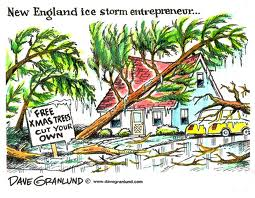 New England ice storm entrepreneur...
FREE
XMAS TREES
CUT YOUR
OWN
DAVE GRANLUND © www.davegranlund.com